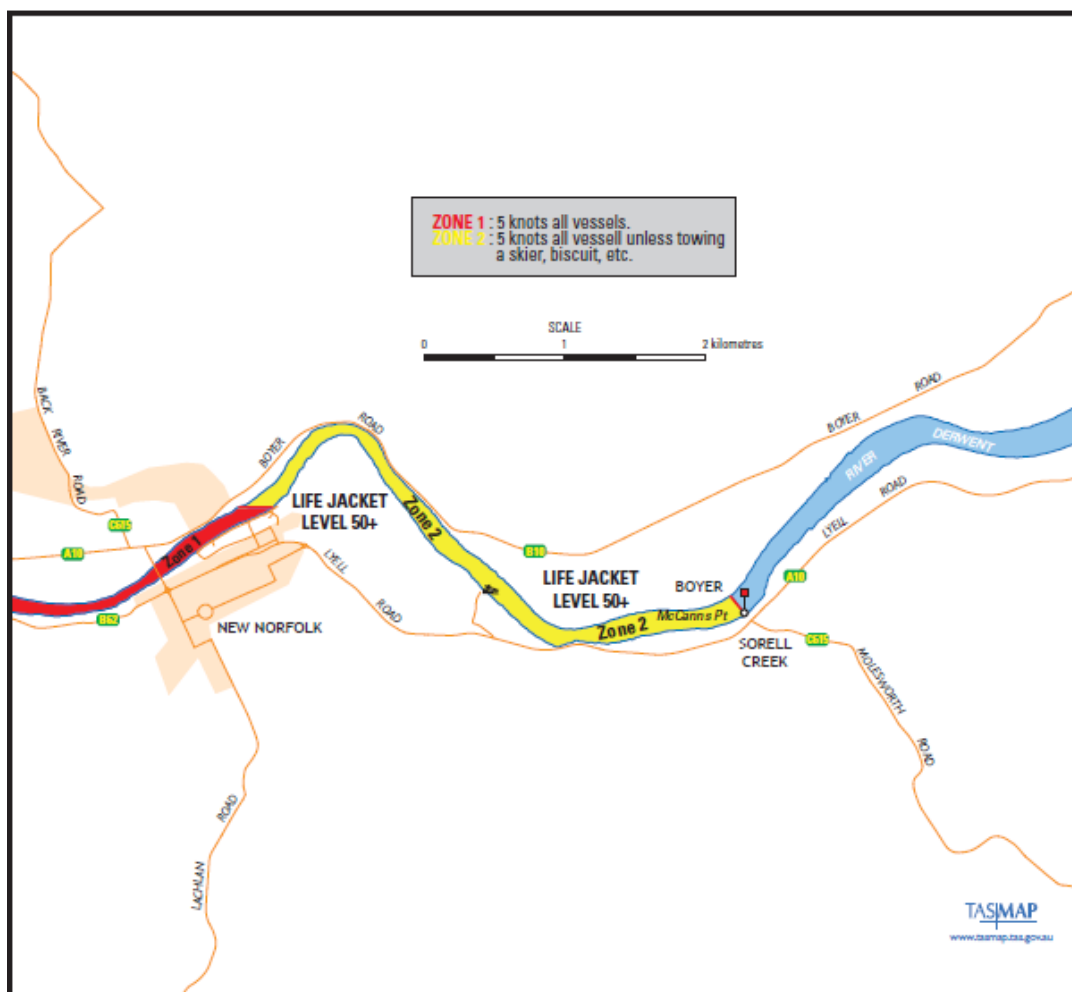 ZONE 1 : 5 knots all vessels.
ZONE 2 : 5 knots all vessell unless towing
a skier, biscuit, etc.
SCALE
0 1 2 kilometres
ROAD
BOYER
RIVER DERWENT
ROAD
LYELL
BACK RIVER ROAD
BOYER
ROAD
LIFE JACKET
LEVEL 50+
Zone 2
C615
A10
Zone 1
B10
A10
LIFE JACKET
LEVEL 50+
BOYER
McCanns Pt
Zone 2
B62
NEW NORFOLK
LYELL
ROAD
SORELL
CREEK
C615
MOLESWORTH
ROAD
ROAD
LACHLAN
TASMAP
www.tasmap.tas.gov.au